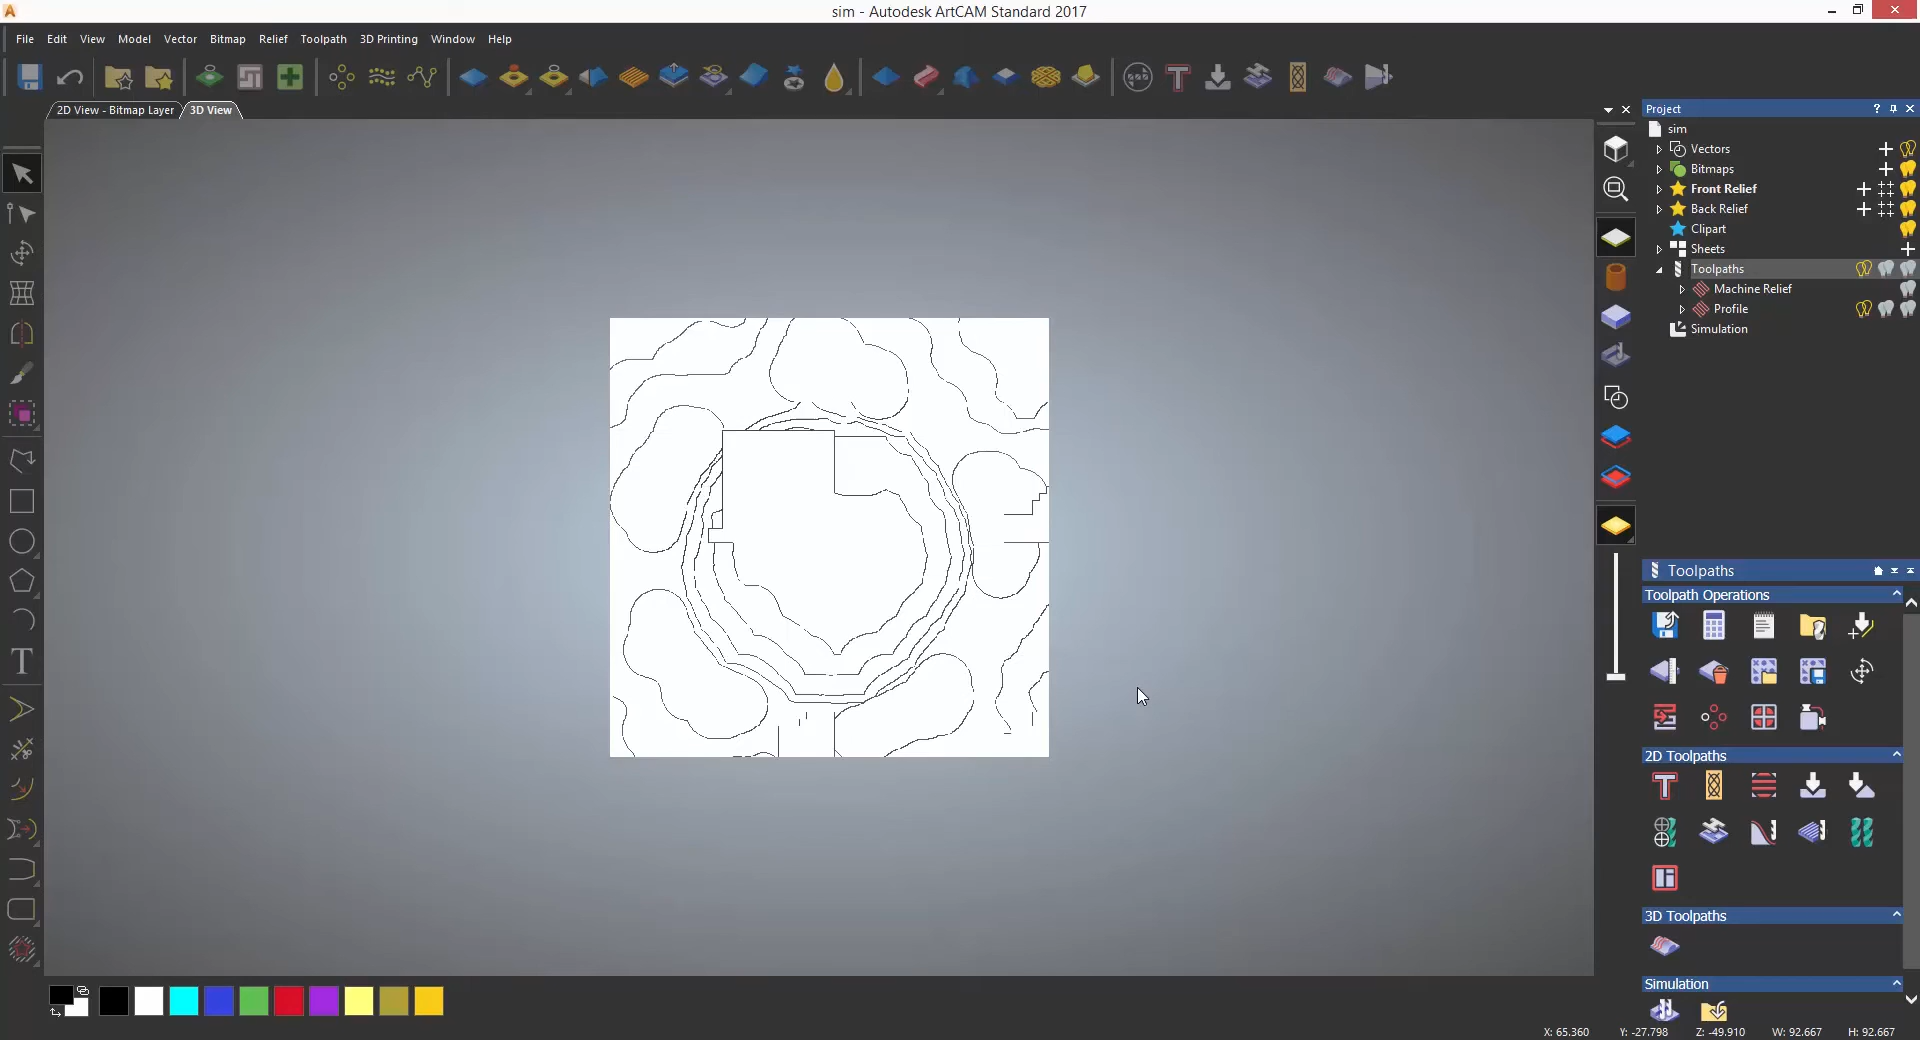 sim - Autodesk ArtCAM Standard 2017
File Edit View Model Vector Bitmap Relief Toolpath 3D Printing Window Help
2D View - Bitmap Layer 3D View
Project
sim
Vectors
Bitmaps
Front Relief
Back Relief
Clipart
Sheets
Toolpaths
Machine Relief
Profile
Simulation
Toolpaths
Toolpath Operations
2D Toolpaths
3D Toolpaths
Simulation
X: 65.360 Y: -27.798 Z: -49.910 W: 92.667 H: 92.667